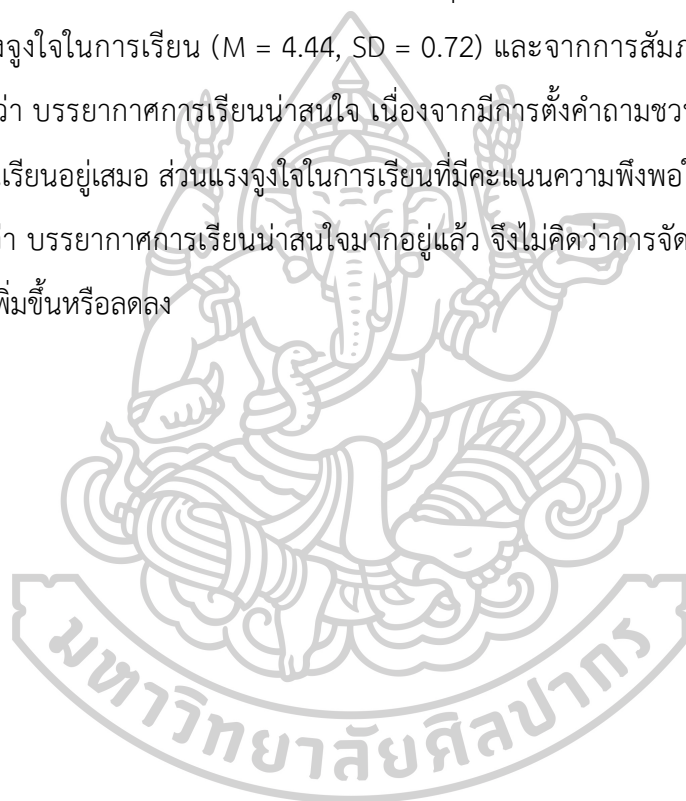 งจูงใจในการเรียน (M = 4.44, SD = 0.72) และจากการสัมภ
ว่า บรรยากาศการเรียนน่าสนใจ เนื่องจากมีการตั้งคำถามชวน
เรียนอยู่เสมอ ส่วนแรงจูงใจในการเรียนที่มีคะแนนความพึงพอใ
ว่า บรรยากาศการเรียนน่าสนใจมากอยู่แล้ว จึงไม่คิดว่าการจัด
พิ่มขึ้นหรือลดลง
มหาวิทยาลัยศิลปากร